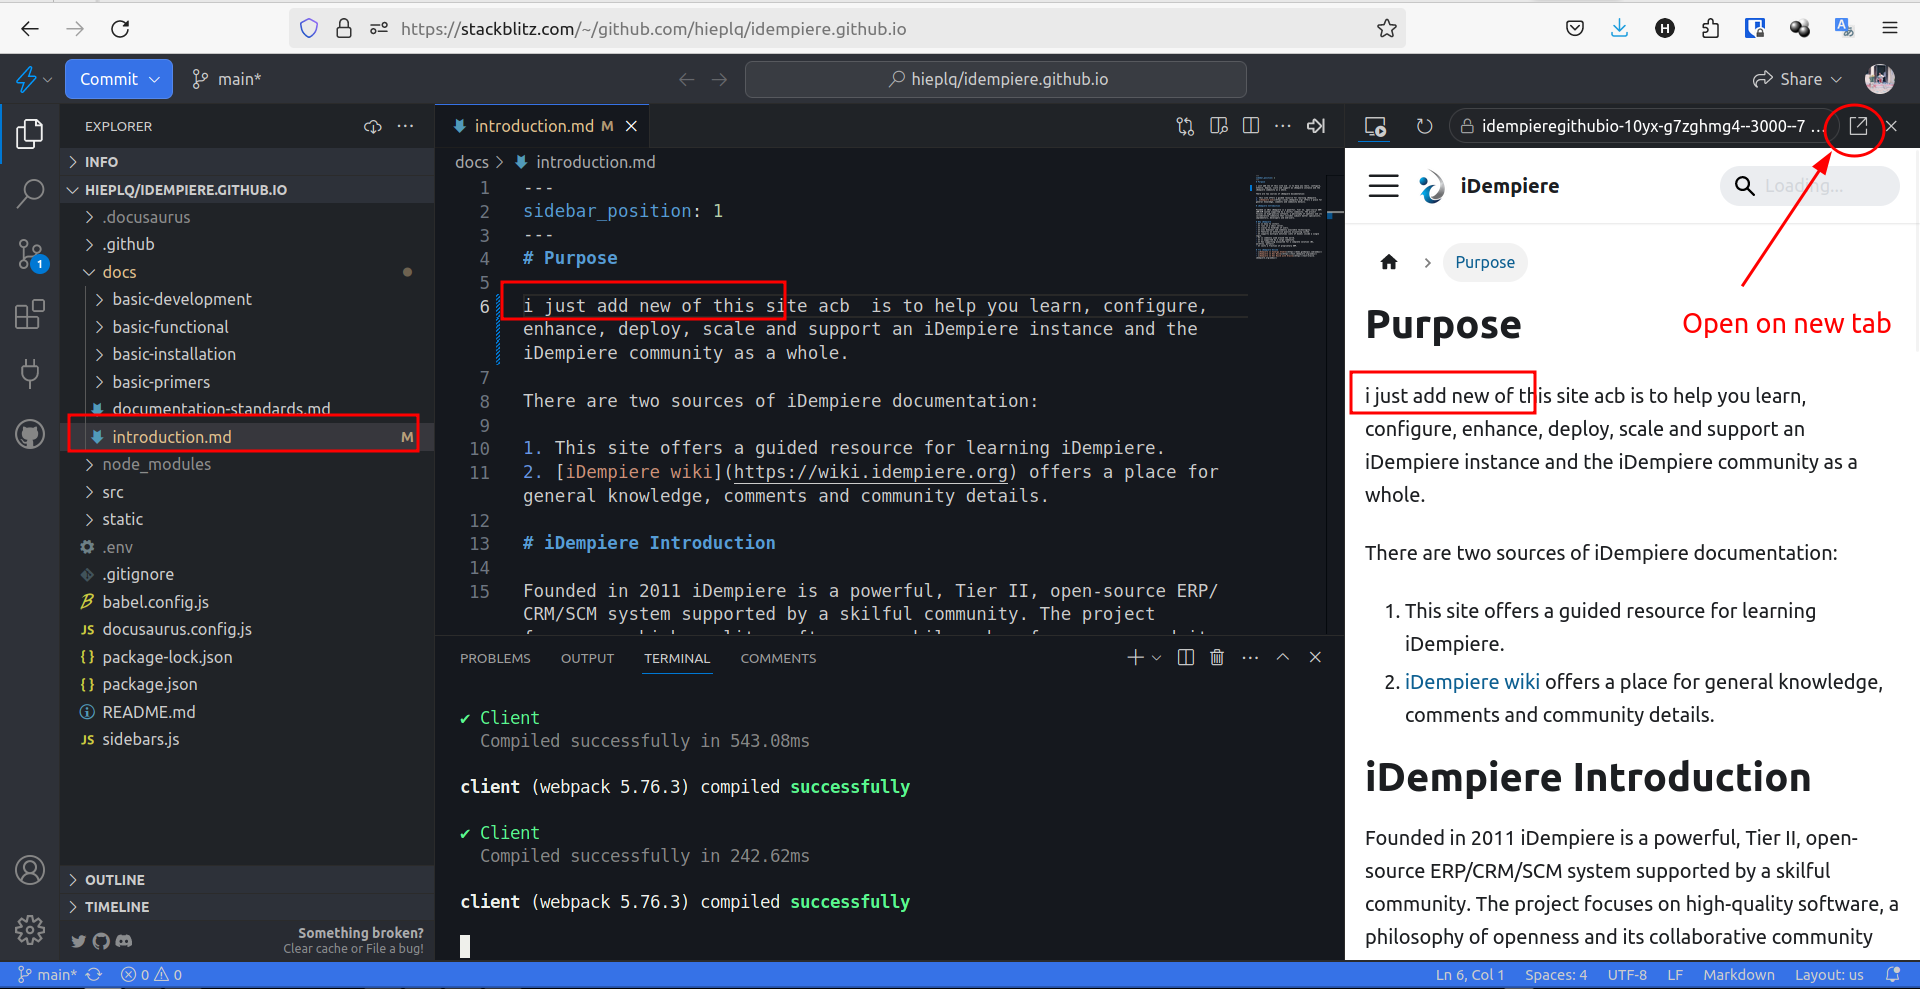 https://stackblitz.com/~/github.com/hieplq/idempiere.github.io
Commit
main*
hieplq/idempiere.github.io
Share
EXPLORER
INFO
HIEPLQ/IDEMPIERE.GITHUB.IO
.docusaurus
.github
docs
basic-development
basic-functional
basic-installation
basic-primers
documentation-standards.md
introduction.md M
node_modules
src
static
.env
.gitignore
babel.config.js
JS docusaurus.config.js
{} package-lock.json
{} package.json
README.md
JS sidebars.js
1
OUTLINE
TIMELINE
Something broken?
Clear cache or File a bug!
introduction.md M
docs > introduction.md
1 ---
2 sidebar_position: 1
3 ---
4 # Purpose
5
6 i just add new of this site acb  is to help you learn, configure,
enhance, deploy, scale and support an iDempiere instance and the
iDempiere community as a whole.
7
8 There are two sources of iDempiere documentation:
9
10 1. This site offers a guided resource for learning iDempiere.
11 2. [iDempiere wiki](https://wiki.idempiere.org) offers a place for
general knowledge, comments and community details.
12
13 # iDempiere Introduction
14
15 Founded in 2011 iDempiere is a powerful, Tier II, open-source ERP/
CRM/SCM system supported by a skilful community. The project
PROBLEMS OUTPUT TERMINAL COMMENTS
✔ Client
Compiled successfully in 543.08ms
client (webpack 5.76.3) compiled successfully
✔ Client
Compiled successfully in 242.62ms
client (webpack 5.76.3) compiled successfully
idempieregithubio-10yx-g7zghmg4--3000--7 ...
iDempiere
Loading...
Purpose
Open on new tab
Purpose
i just add new of this site acb is to help you learn,
configure, enhance, deploy, scale and support an
iDempiere instance and the iDempiere community as a
whole.
There are two sources of iDempiere documentation:
1. This site offers a guided resource for learning
iDempiere.
2. iDempiere wiki offers a place for general knowledge,
comments and community details.
iDempiere Introduction
Founded in 2011 iDempiere is a powerful, Tier II, open-
source ERP/CRM/SCM system supported by a skilful
community. The project focuses on high-quality software, a
philosophy of openness and its collaborative community
main* 0 0
Ln 6, Col 1 Spaces: 4 UTF-8 LF Markdown Layout: us